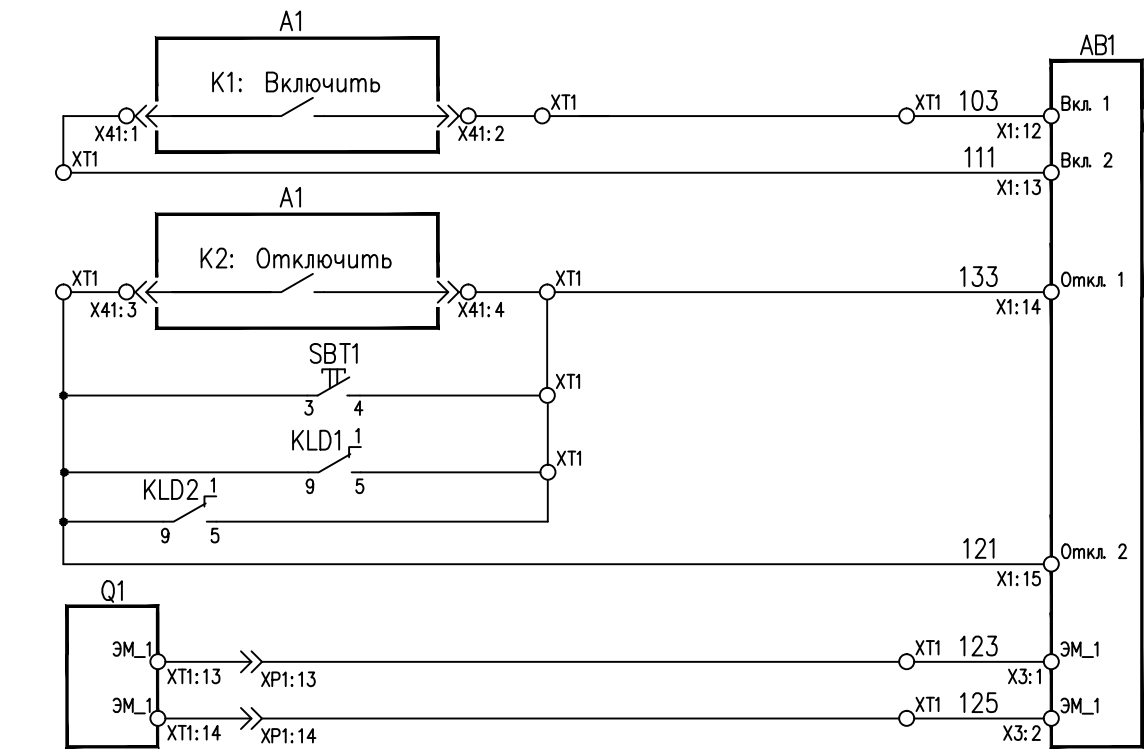 A1
AB1
K1: Включить
XT1
XT1 103
Вкл. 1
X41:1
X41:2
X1:12
XT1
111
Вкл. 2
X1:13
A1
K2: Отключить
XT1
XT1
133
Откл. 1
X41:3
X41:4
X1:14
SBT1
XT1
3 4
KLD1 1
XT1
9 5
KLD2 1
9 5
121
Откл. 2
X1:15
Q1
ЭМ_1
XT1 123
ЭМ_1
XT1:13
XP1:13
X3:1
ЭМ_1
XT1 125
ЭМ_1
XT1:14
XP1:14
X3:2